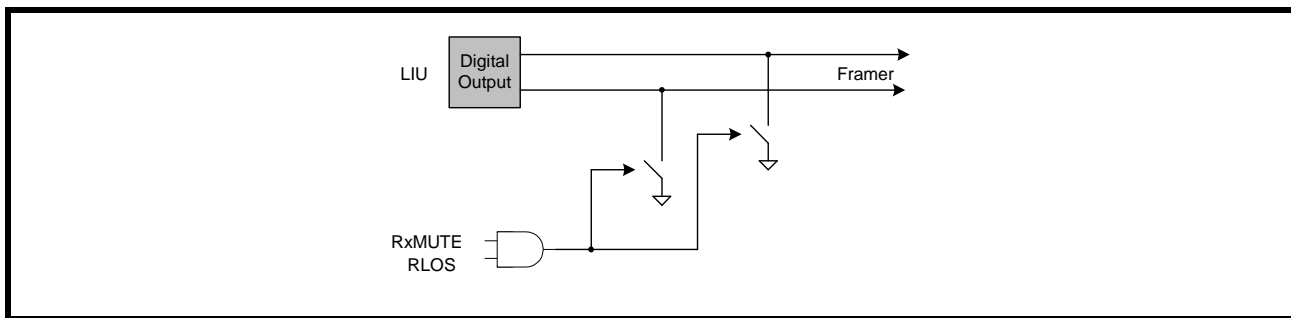 LIU
Digital
Output
Framer
RxMUTE
RLOS